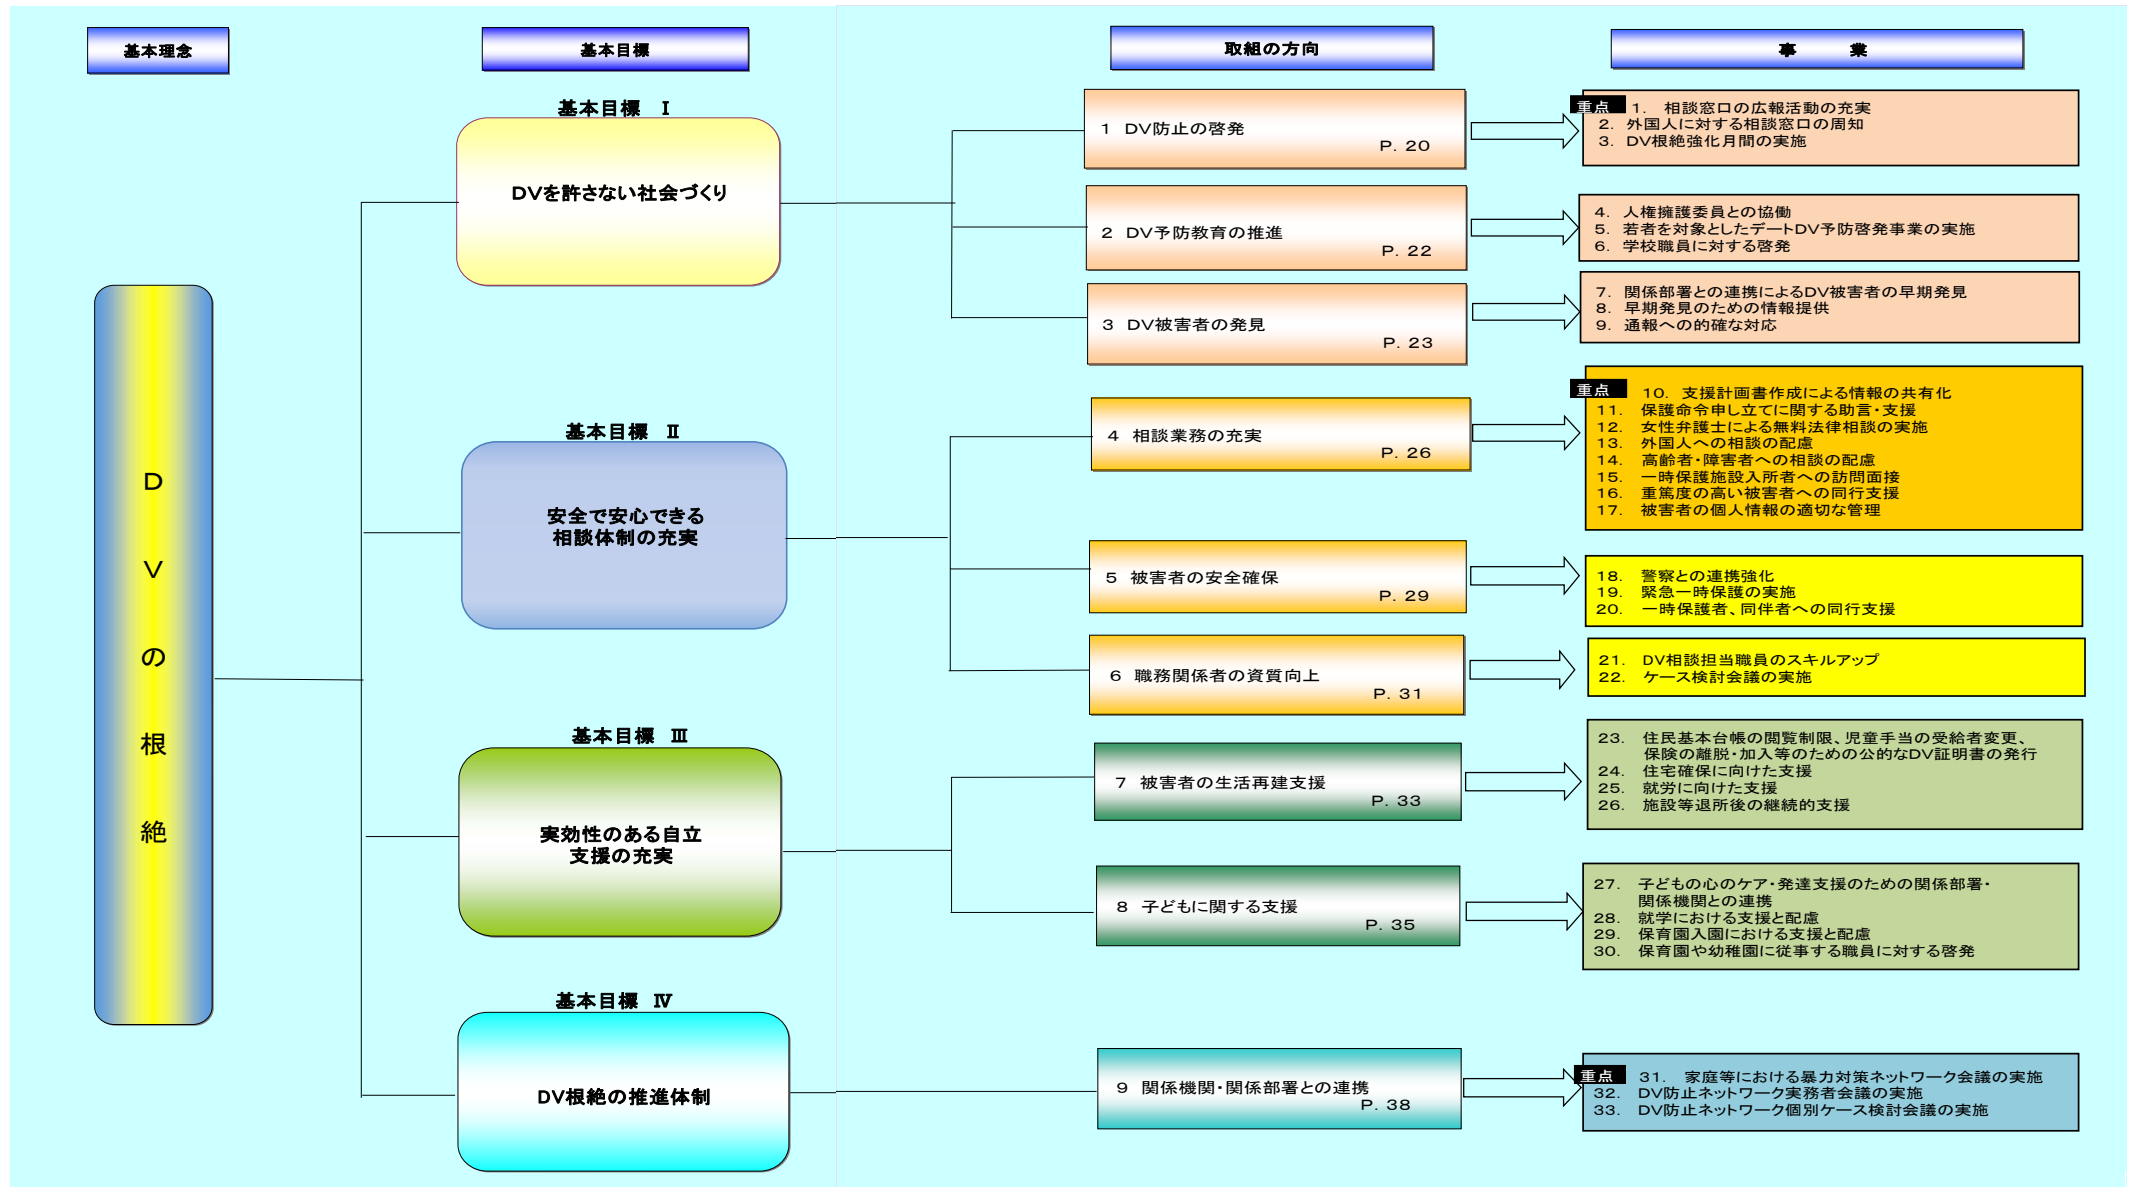 基本理念
基本目標
取組の方向
事　業
DVの根絶
基本目標 Ⅰ
DVを許さない社会づくり
1 DV防止の啓発
P. 20
重点 1. 相談窓口の広報活動の充実
2. 外国人に対する相談窓口の周知
3. DV根絶強化月間の実施
2 DV予防教育の推進
P. 22
4. 人権擁護委員との協働
5. 若者を対象としたデートDV予防啓発事業の実施
6. 学校職員に対する啓発
3 DV被害者の発見
P. 23
7. 関係部署との連携によるDV被害者の早期発見
8. 早期発見のための情報提供
9. 通報への的確な対応
基本目標 Ⅱ
安全で安心できる
相談体制の充実
4 相談業務の充実
P. 26
重点 10. 支援計画書作成による情報の共有化
11. 保護命令申し立てに関する助言・支援
12. 女性弁護士による無料法律相談の実施
13. 外国人への相談の配慮
14. 高齢者・障害者への相談の配慮
15. 一時保護施設入所者への訪問面接
16. 重篤度の高い被害者への同行支援
17. 被害者の個人情報の適切な管理
5 被害者の安全確保
P. 29
18. 警察との連携強化
19. 緊急一時保護の実施
20. 一時保護者、同伴者への同行支援
6 職務関係者の資質向上
P. 31
21. DV相談担当職員のスキルアップ
22. ケース検討会議の実施
基本目標 Ⅲ
実効性のある自立
支援の充実
7 被害者の生活再建支援
P. 33
23. 住民基本台帳の閲覧制限、児童手当の受給者変更、
保険の離脱・加入等のための公的なDV証明書の発行
24. 住宅確保に向けた支援
25. 就労に向けた支援
26. 施設等退所後の継続的支援
8 子どもに関する支援
P. 35
27. 子どもの心のケア・発達支援のための関係部署・
関係機関との連携
28. 就学における支援と配慮
29. 保育園入園における支援と配慮
30. 保育園や幼稚園に従事する職員に対する啓発
基本目標 Ⅳ
DV根絶の推進体制
9 関係機関・関係部署との連携
P. 38
重点 31. 家庭等における暴力対策ネットワーク会議の実施
32. DV防止ネットワーク実務者会議の実施
33. DV防止ネットワーク個別ケース検討会議の実施